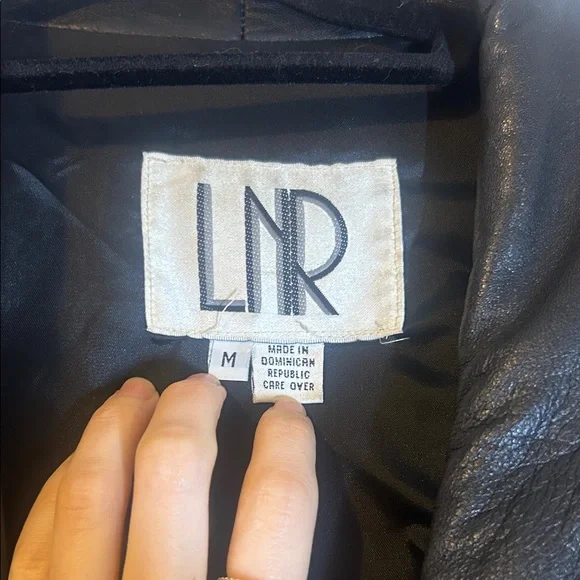 LNR
M
MADE IN
DOMINICAN
REPUBLIC
CARE OVER